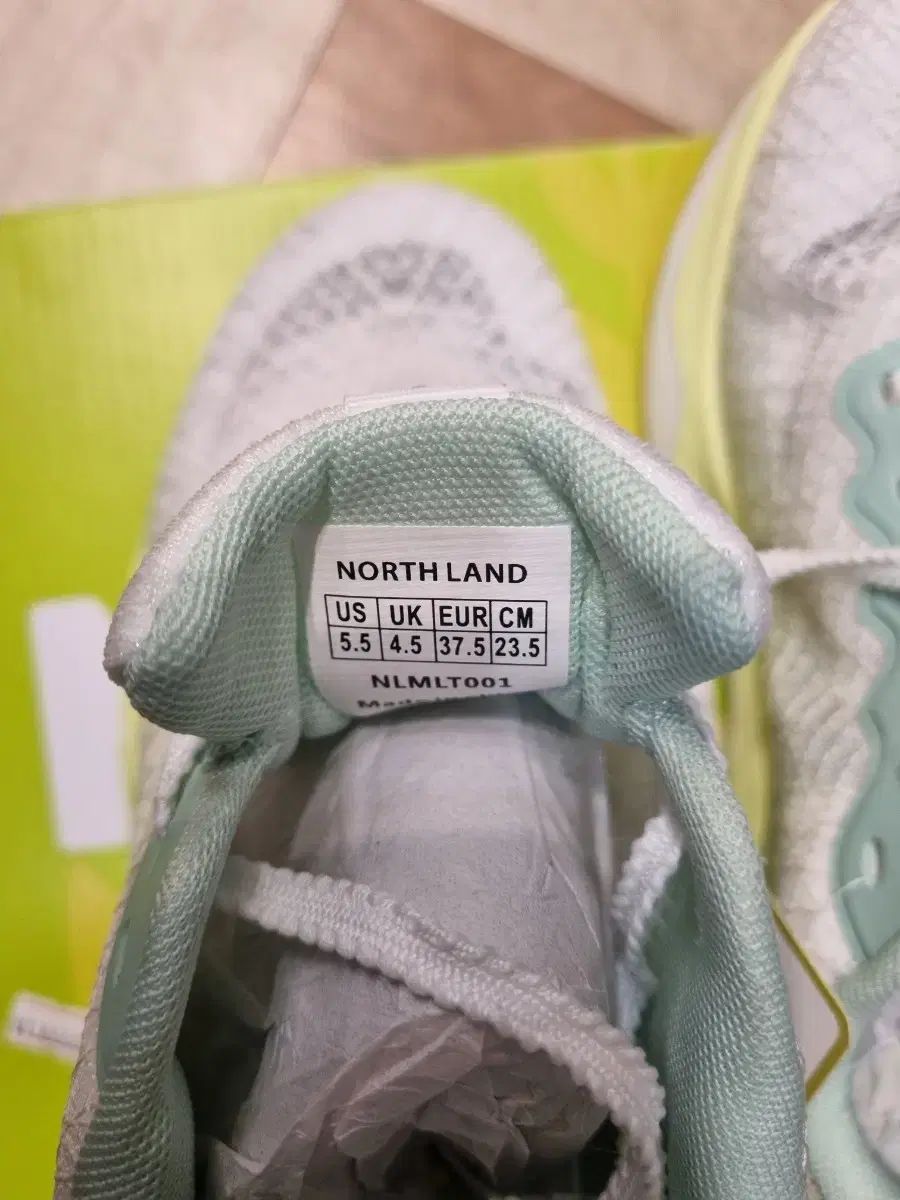 NORTH LAND
US UK EUR CM
5.5 4.5 37.5 23.5
NLMLT001